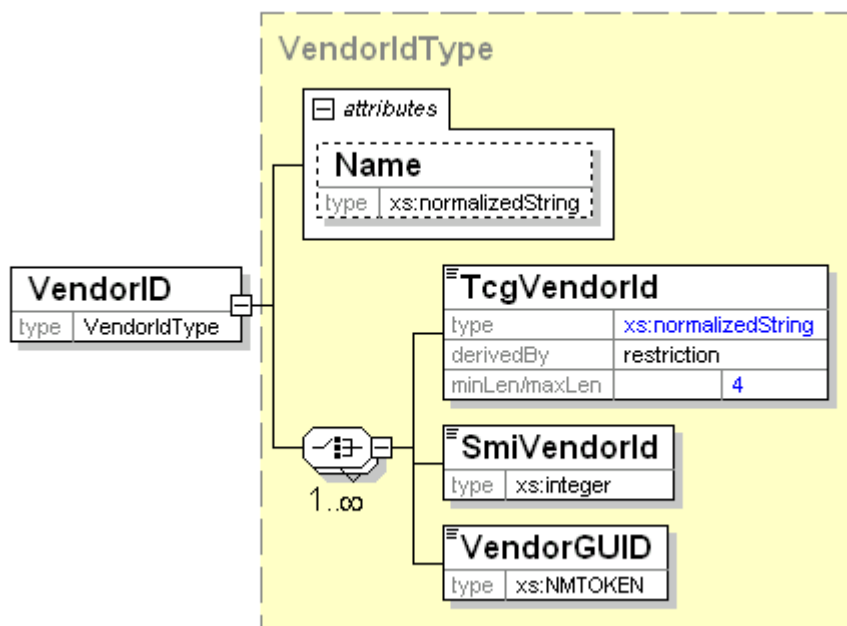 VendorIdType
attributes
Name
type xs:normalizedString
VendorID
type VendorIdType
TcgVendorId
type xs:normalizedString
derivedBy restriction
minLen/maxLen 4
1..∞
SmiVendorId
type xs:integer
VendorGUID
type xs:NMTOKEN